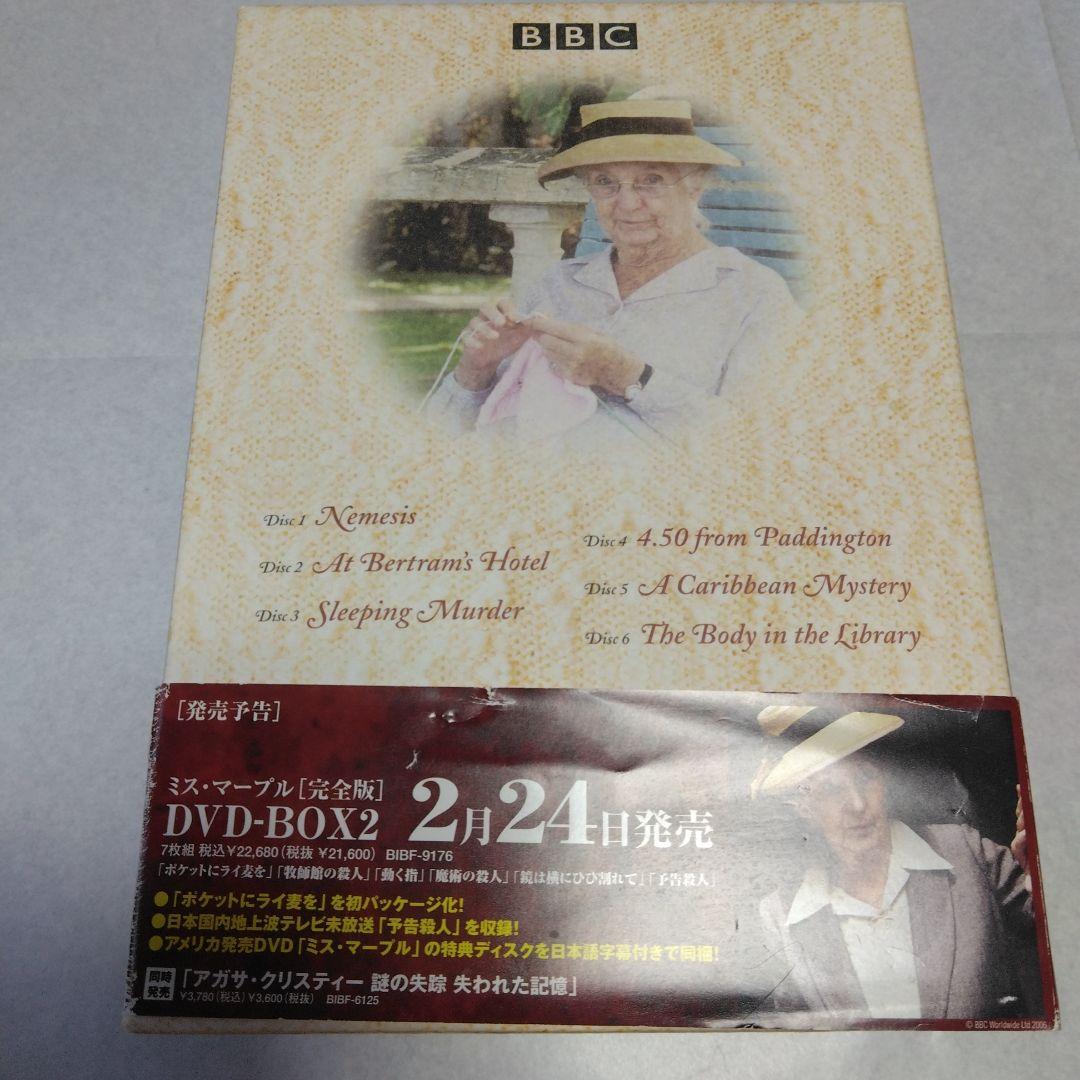 BBC
Disc 1 Nemesis
Disc 2 At Bertram's Hotel
Disc 3 Sleeping Murder
Disc 4 4.50 from Paddington
Disc 5 A Caribbean Mystery
Disc 6 The Body in the Library
[発売予告]
ミス・マープル[完全版]
DVD-BOX2 2月24日発売
7枚組 税込¥22,680(税抜 ¥21,600) BIBF-9176
「ポケットにライ麦を」「牧師館の殺人」「動く指」「魔術の殺人」「鏡は横にひび割れて」「予告殺人」
●「ポケットにライ麦を」を初パッケージ化!
●日本国内地上波テレビ未放送「予告殺人」を収録!
●アメリカ発売DVD「ミス・マープル」の特典ディスクを日本語字幕付きで同梱!
同時発売「アガサ・クリスティー 謎の失踪 失われた記憶」
¥3,780(税込)¥3,600(税抜) BIBF-6125
© BBC Worldwide Ltd 2006